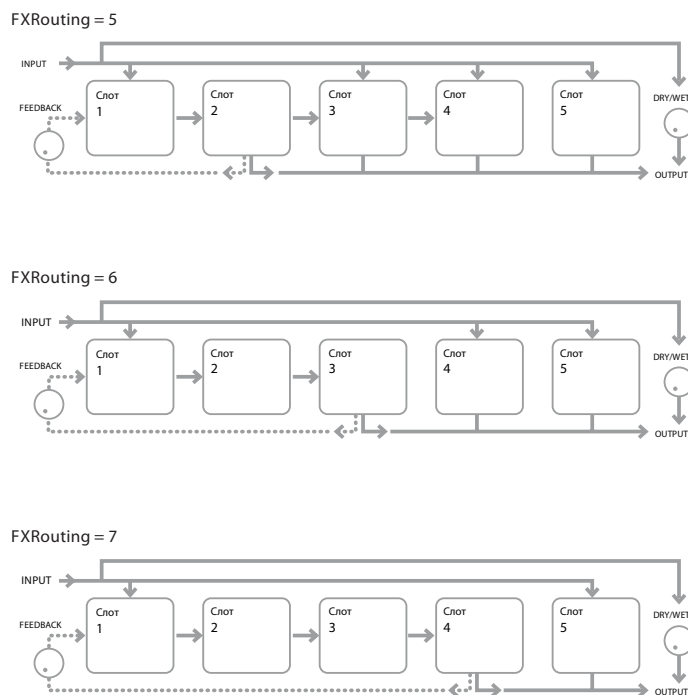 FXRouting = 5
INPUT
FEEDBACK
Слот
1
Слот
2
Слот
3
Слот
4
Слот
5
DRY/WET
OUTPUT
FXRouting = 6
INPUT
FEEDBACK
Слот
1
Слот
2
Слот
3
Слот
4
Слот
5
DRY/WET
OUTPUT
FXRouting = 7
INPUT
FEEDBACK
Слот
1
Слот
2
Слот
3
Слот
4
Слот
5
DRY/WET
OUTPUT